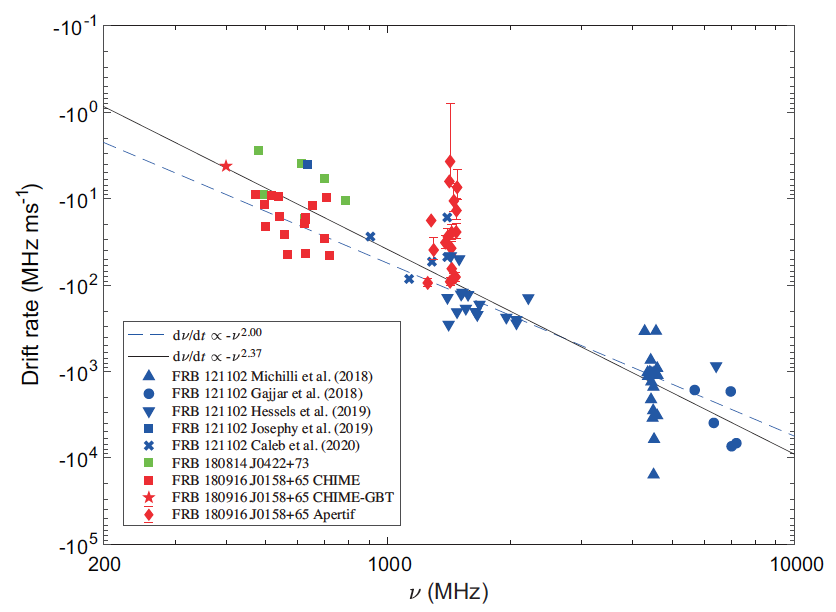 -10^-1
-10^0
-10^1
-10^2
-10^3
-10^4
-10^5
Drift rate (MHz ms^-1)
dν/dt ∝ -ν^2.00
dν/dt ∝ -ν^2.37
FRB 121102 Michilli et al. (2018)
FRB 121102 Gajjar et al. (2018)
FRB 121102 Hessels et al. (2019)
FRB 121102 Josephy et al. (2019)
FRB 121102 Caleb et al. (2020)
FRB 180814.J0422+73
FRB 180916.J0158+65 CHIME
FRB 180916.J0158+65 CHIME-GBT
FRB 180916.J0158+65 Apertif
200
1000
10000
ν (MHz)